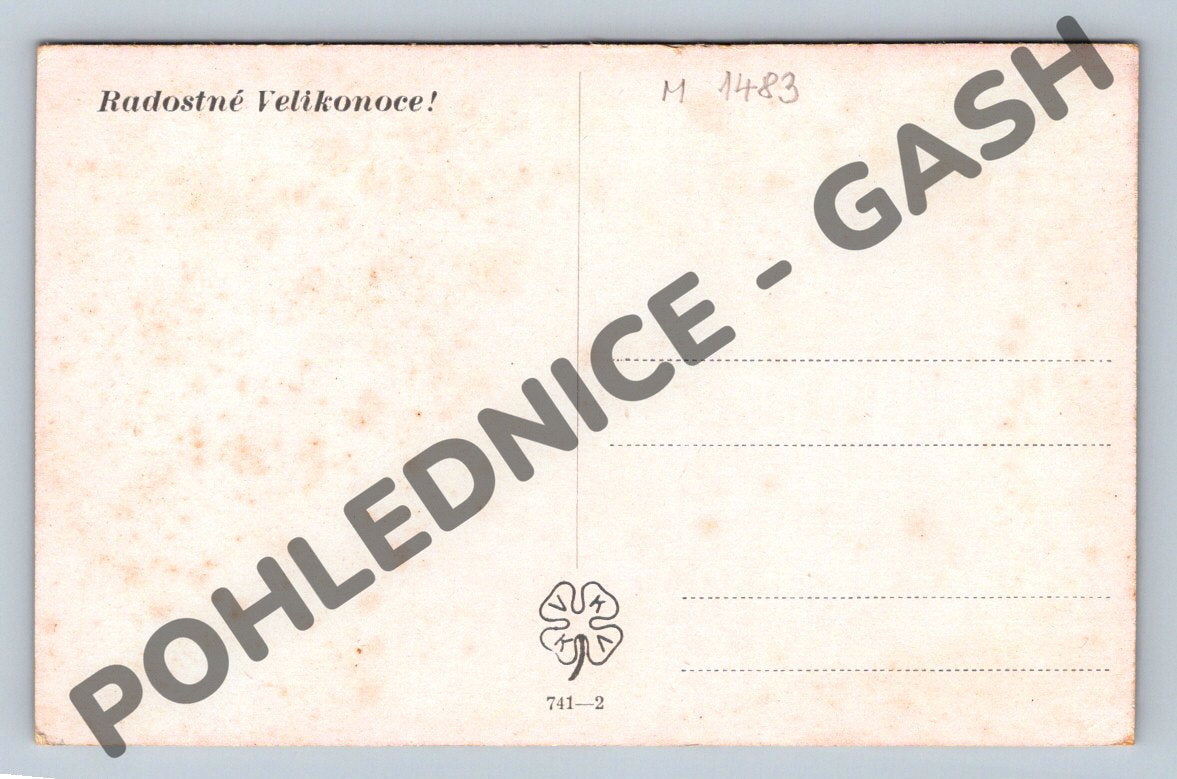 Radostné Velikonoce!
M 1483
POHLEDNICE - GASH
V K
K V
741—2